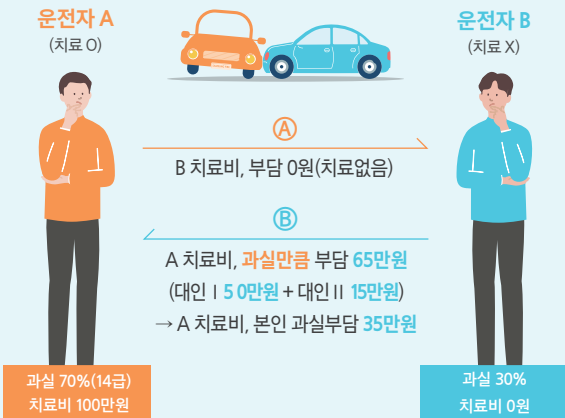 운전자 A
(치료 O)
운전자 B
(치료 X)
Ⓐ
B 치료비, 부담 0원(치료없음)
Ⓑ
A 치료비, 과실만큼 부담 65만원
(대인Ⅰ5 0만원 + 대인Ⅱ 15만원)
→ A 치료비, 본인 과실부담 35만원
과실 70%(14급)
치료비 100만원
과실 30%
치료비 0원